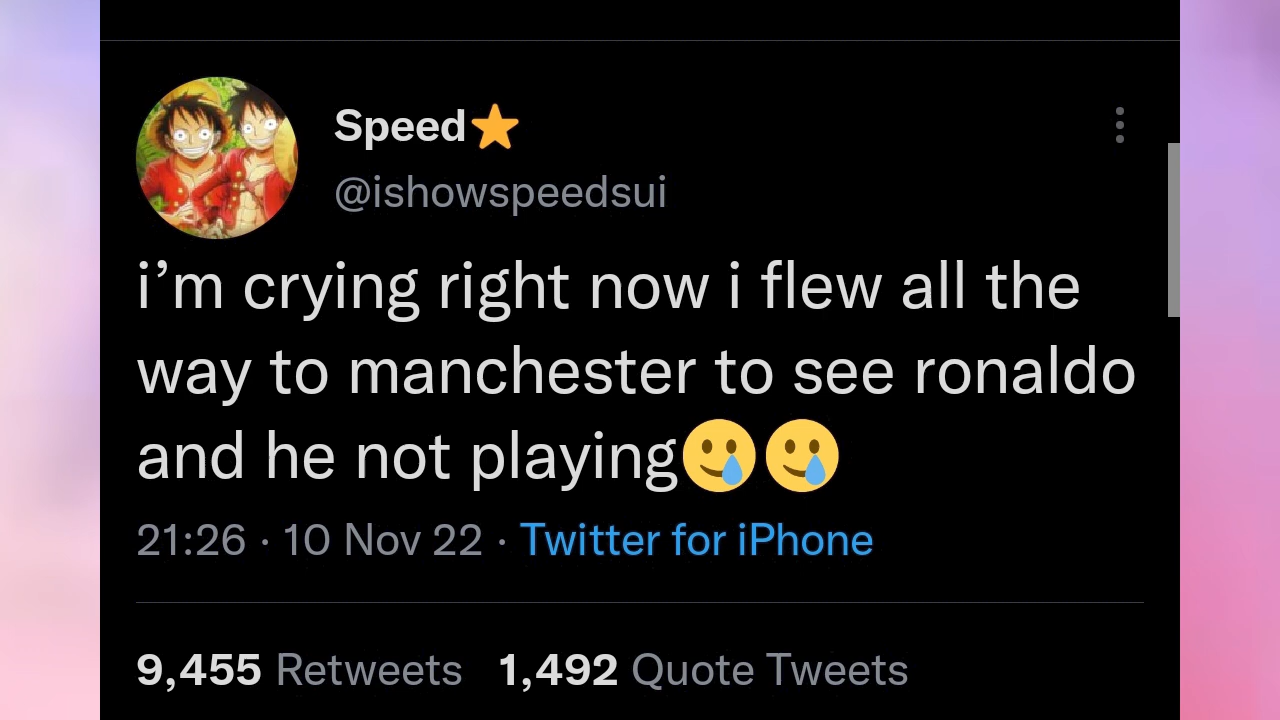 Speed⭐
@ishowspeedsui
i’m crying right now i flew all the
way to manchester to see ronaldo
and he not playing🥲🥲
21:26 · 10 Nov 22 · Twitter for iPhone
9,455 Retweets 1,492 Quote Tweets